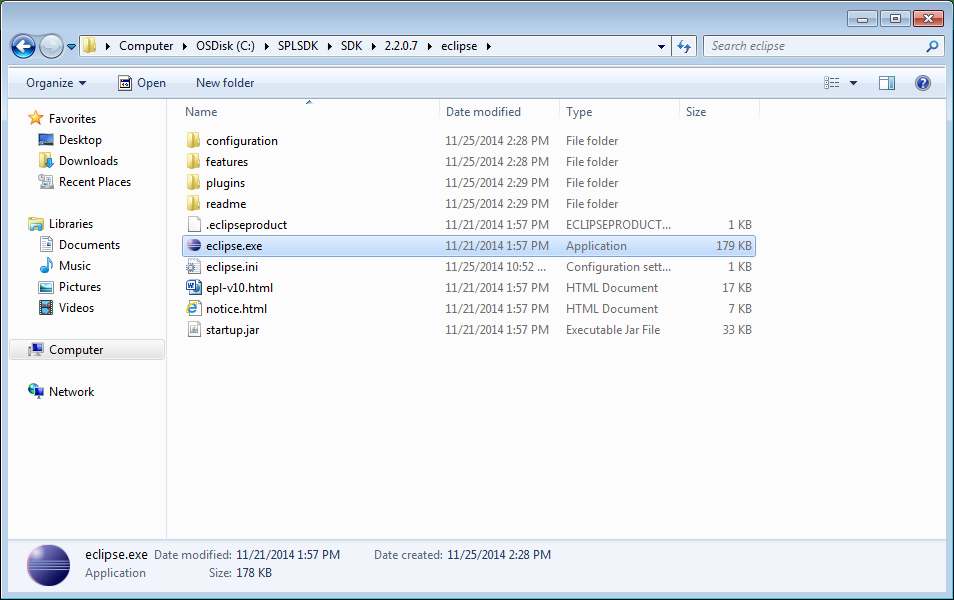 Computer OSDisk (C:) SPLSDK SDK 2.2.0.7 eclipse Search eclipse
Organize Open New folder
Name Date modified Type Size
Favorites
Desktop
Downloads
Recent Places
Libraries
Documents
Music
Pictures
Videos
Computer
Network
configuration 11/25/2014 2:28 PM File folder
features 11/25/2014 2:28 PM File folder
plugins 11/25/2014 2:29 PM File folder
readme 11/25/2014 2:29 PM File folder
.eclipseproduct 11/21/2014 1:57 PM ECLIPSEPRODUCT... 1 KB
eclipse.exe 11/21/2014 1:57 PM Application 179 KB
eclipse.ini 11/25/2014 10:52 ... Configuration sett... 1 KB
epl-v10.html 11/21/2014 1:57 PM HTML Document 17 KB
notice.html 11/21/2014 1:57 PM HTML Document 7 KB
startup.jar 11/21/2014 1:57 PM Executable Jar File 33 KB
eclipse.exe Date modified: 11/21/2014 1:57 PM Date created: 11/25/2014 2:28 PM
Application Size: 178 KB